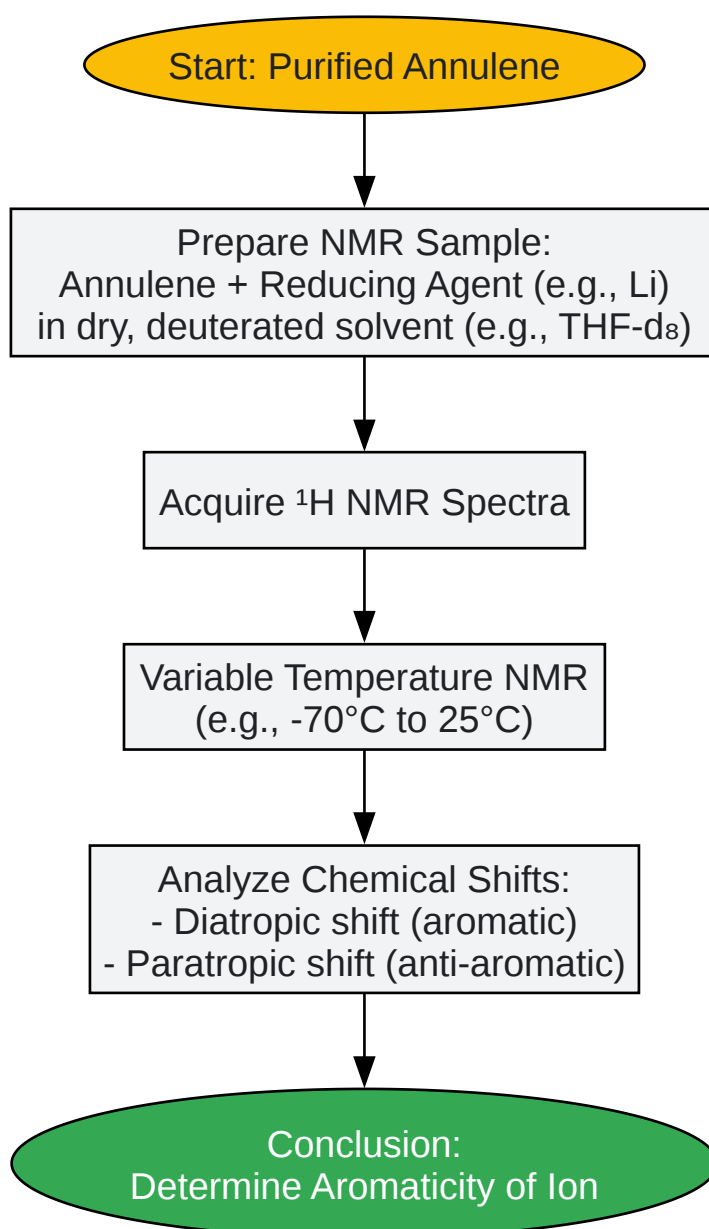 Start: Purified Annulene
Prepare NMR Sample:
Annulene + Reducing Agent (e.g., Li)
in dry, deuterated solvent (e.g., THF-d₈)
Acquire ¹H NMR Spectra
Variable Temperature NMR
(e.g., -70°C to 25°C)
Analyze Chemical Shifts:
- Diatropic shift (aromatic)
- Paratropic shift (anti-aromatic)
Conclusion:
Determine Aromaticity of Ion